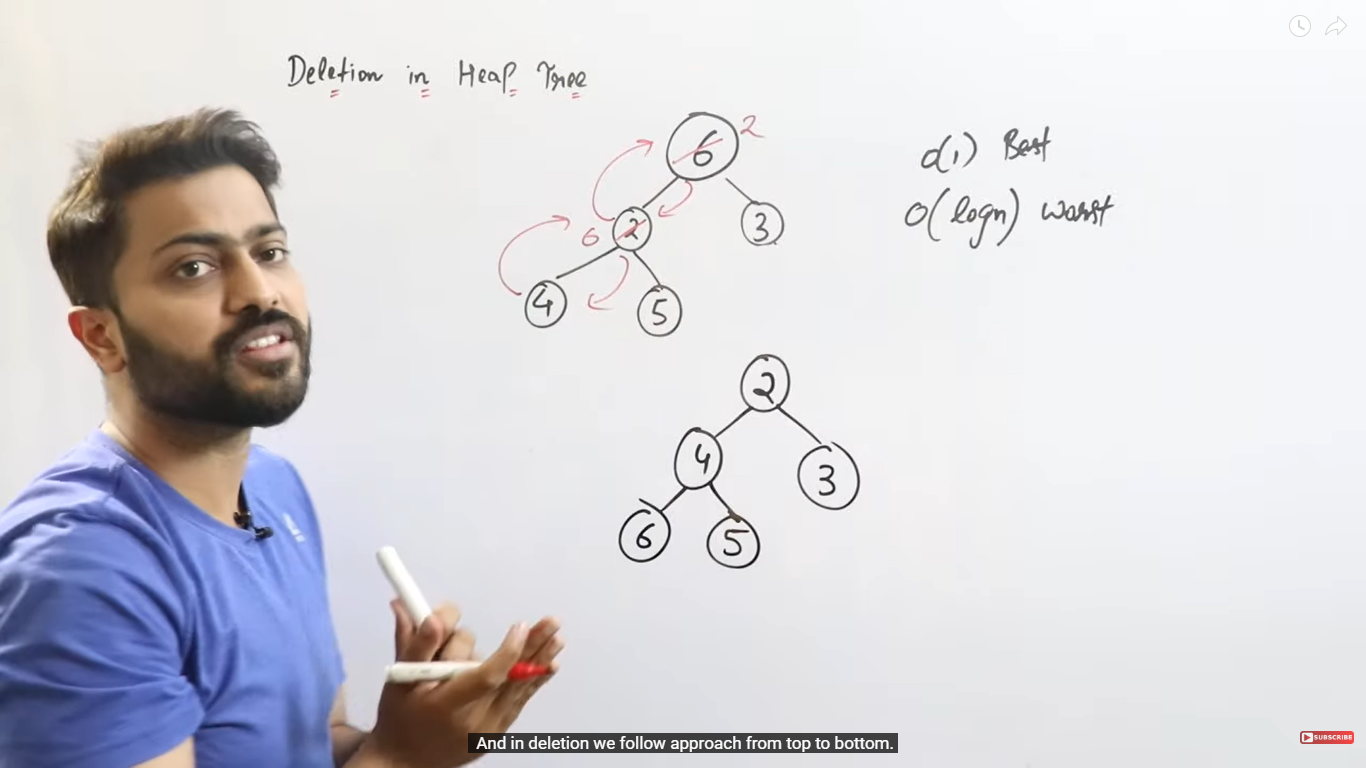 Deletion in Heap Tree
6 2
6 2 3
4 5
O(1) Best
O(logn) worst
2
4 3
6 5
And in deletion we follow approach from top to bottom.
SUBSCRIBE